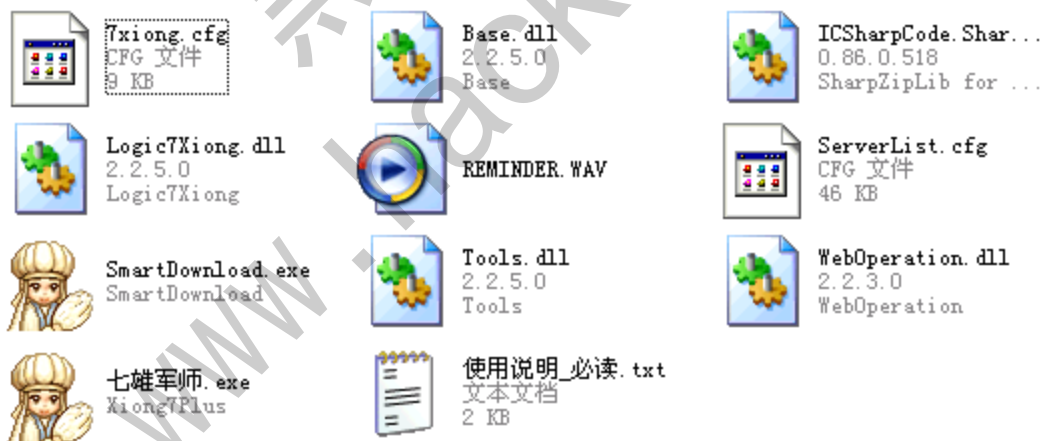 7xiong.cfg
CFG 文件
9 KB
Base.dll
2.2.5.0
Base
ICSharpCode.Shar...
0.86.0.518
SharpZipLib for ...
Logic7Xiong.dll
2.2.5.0
Logic7Xiong
REMINDER.WAV
ServerList.cfg
CFG 文件
46 KB
SmartDownload.exe
SmartDownload
Tools.dll
2.2.5.0
Tools
WebOperation.dll
2.2.3.0
WebOperation
七雄军师.exe
Xiong7Plus
使用说明_必读.txt
文本文档
2 KB
www.hack